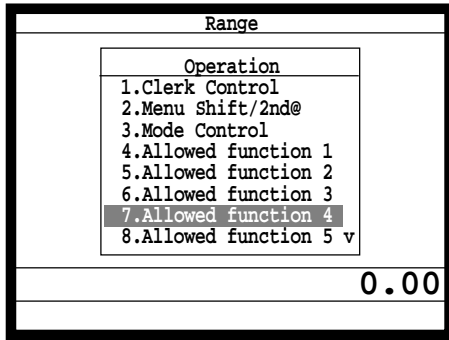 Range
Operation
1.Clerk Control
2.Menu Shift/2nd@
3.Mode Control
4.Allowed function 1
5.Allowed function 2
6.Allowed function 3
7.Allowed function 4
8.Allowed function 5 v
0.00